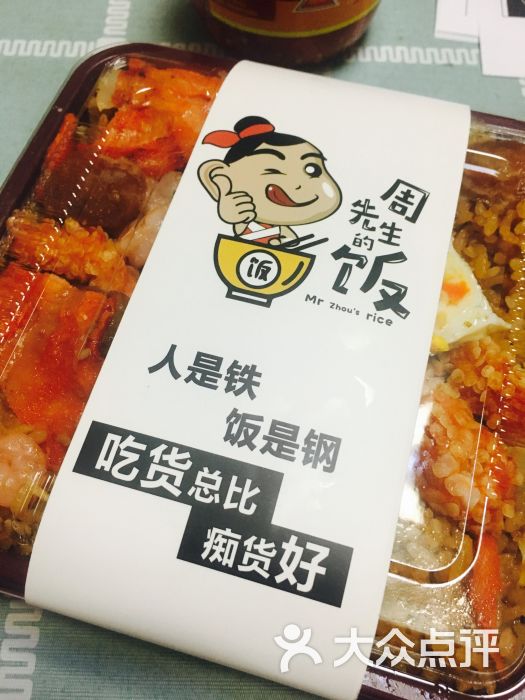 周
先生
的
饭
Mr Zhou's rice
饭
人是铁
饭是钢
吃货总比
痴货好
大众点评